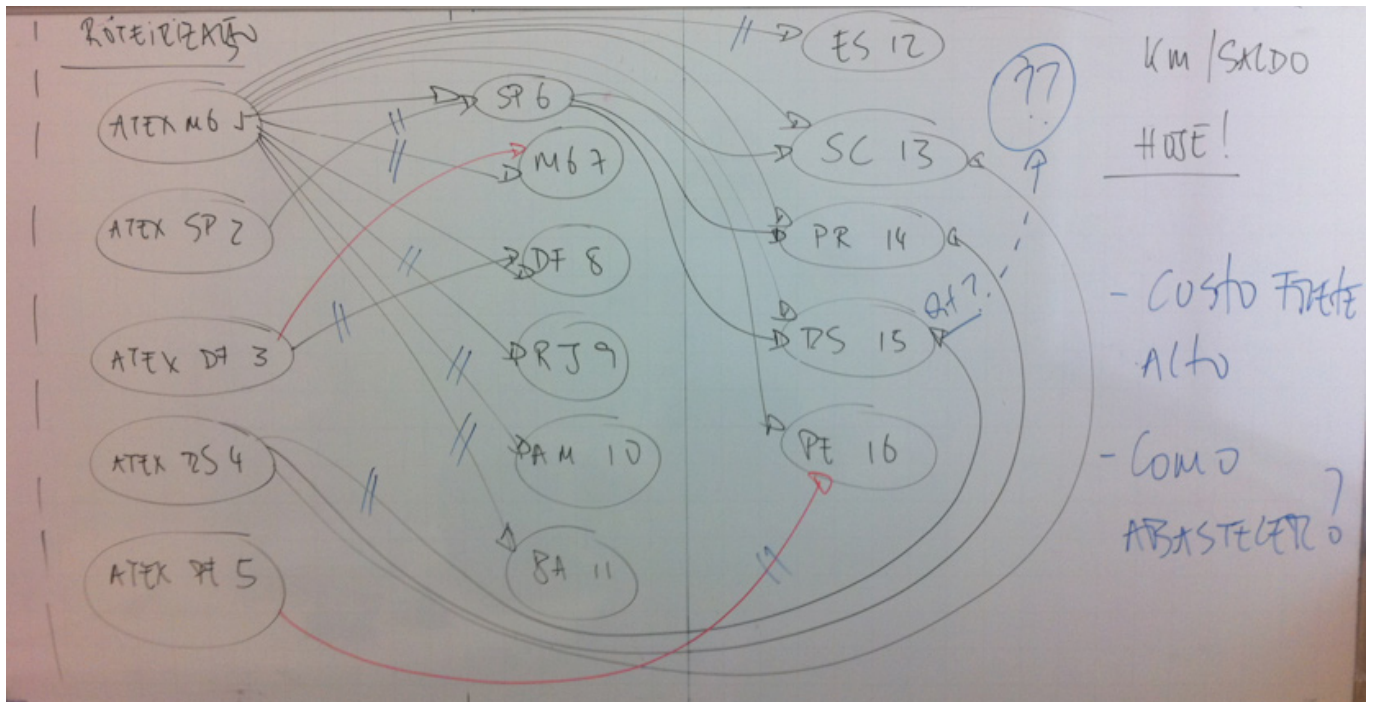 ROTEIRIZAÇÃO
ATEX MG 1
ATEX SP 2
ATEX DF 3
ATEX RS 4
ATEX PE 5
SP 6
MG 7
DF 8
RJ 9
AM 10
BA 11
ES 12
SC 13
PR 14
RS 15
PE 16
??
Qt?
Km/SALDO
HOJE!
- CUSTO FRETE
ALTO
- COMO
ABASTECER?